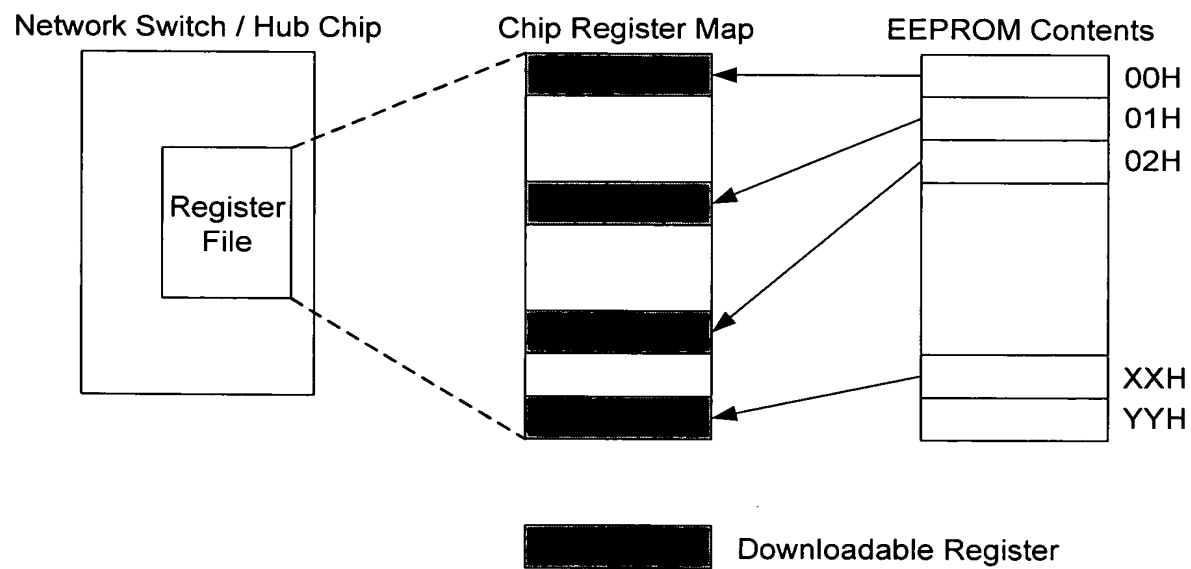 Network Switch / Hub Chip
Chip Register Map
EEPROM Contents
00H
01H
02H
Register
File
XXH
YYH
Downloadable Register